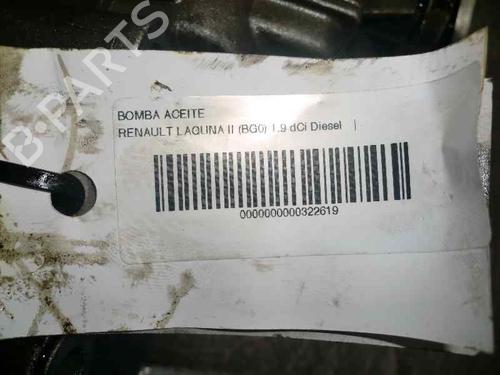 B-PARTS
BOMBA ACEITE
RENAULT LAGUNA II (BG0) 1.9 dCi Diesel |
0000000000322619